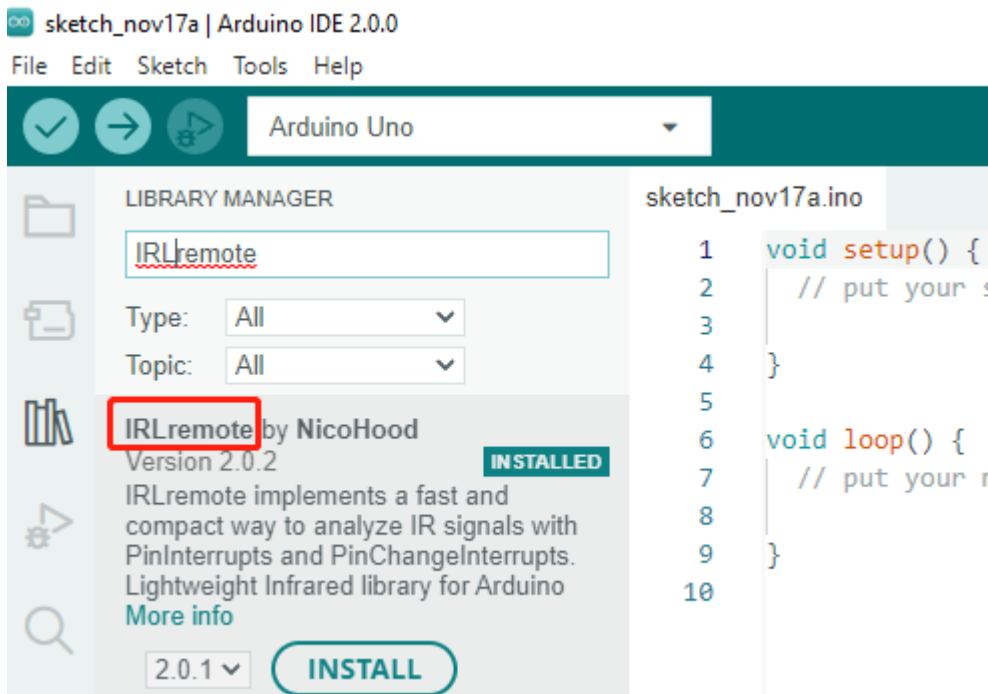 sketch_nov17a | Arduino IDE 2.0.0
File Edit Sketch Tools Help
Arduino Uno
LIBRARY MANAGER
IRLremote
Type: All
Topic: All
IRLremote by NicoHood
Version 2.0.2 INSTALLED
IRLremote implements a fast and
compact way to analyze IR signals with
PinInterrupts and PinChangeInterrupts.
Lightweight Infrared library for Arduino
More info
2.0.1 INSTALL
sketch_nov17a.ino
1 void setup() {
2 // put your
3
4 }
5
6 void loop() {
7 // put your
8
9 }
10